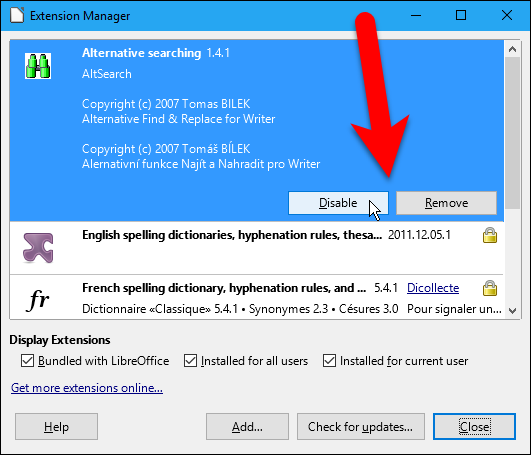 Extension Manager
Alternative searching 1.4.1
AltSearch
Copyright (c) 2007 Tomas BILEK
Alternative Find & Replace for Writer
Copyright (c) 2007 Tomáš BÍLEK
Alernativní funkce Najít a Nahradit pro Writer
Disable Remove
English spelling dictionaries, hyphenation rules, thesa... 2011.12.05.1
fr French spelling dictionary, hyphenation rules, and ... 5.4.1 Dicollecte
Dictionnaire «Classique» 5.4.1 • Synonymes 2.3 • Césures 3.0 Pour signaler un...
Display Extensions
Bundled with LibreOffice Installed for all users Installed for current user
Get more extensions online...
Help Add... Check for updates... Close